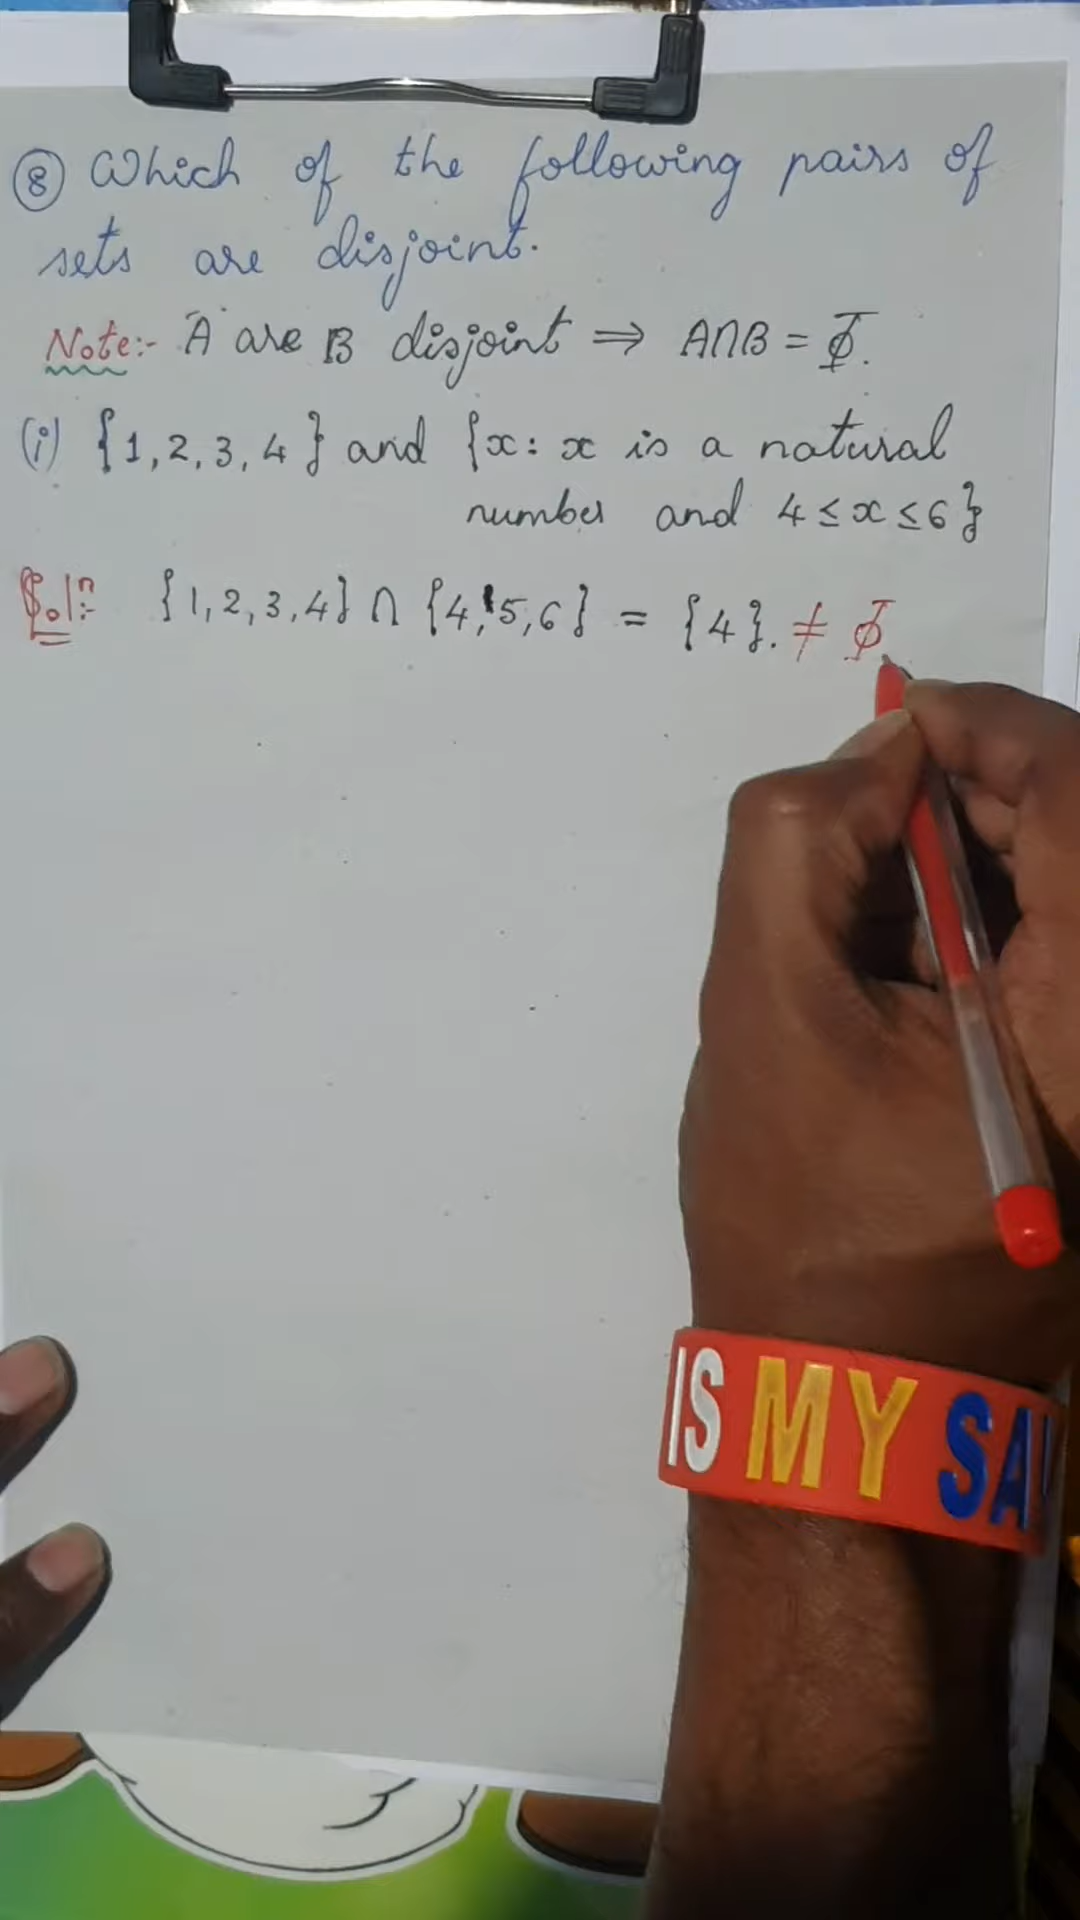 ⑧ Which of the following pairs of
sets are disjoint.
Note:- A are B disjoint ⇒ A∩B = Φ.
(i) {1,2,3,4} and {x: x is a natural
number and 4≤x≤6}
Solⁿ:- {1,2,3,4} ∩ {4,5,6} = {4}. ≠ Φ
IS MY SA